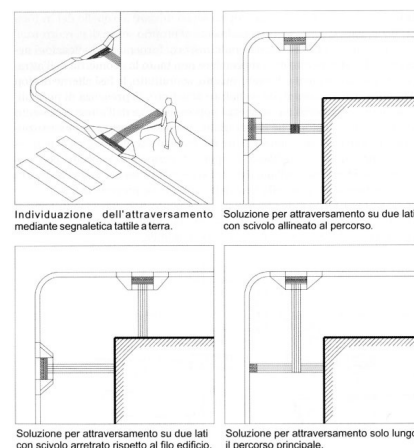 Individuazione dell'attraversamento
mediante segnaletica tattile a terra.
Soluzione per attraversamento su due lati
con scivolo allineato al percorso.
Soluzione per attraversamento su due lati
con scivolo arretrato rispetto al filo edificio.
Soluzione per attraversamento solo lungo
il percorso principale.